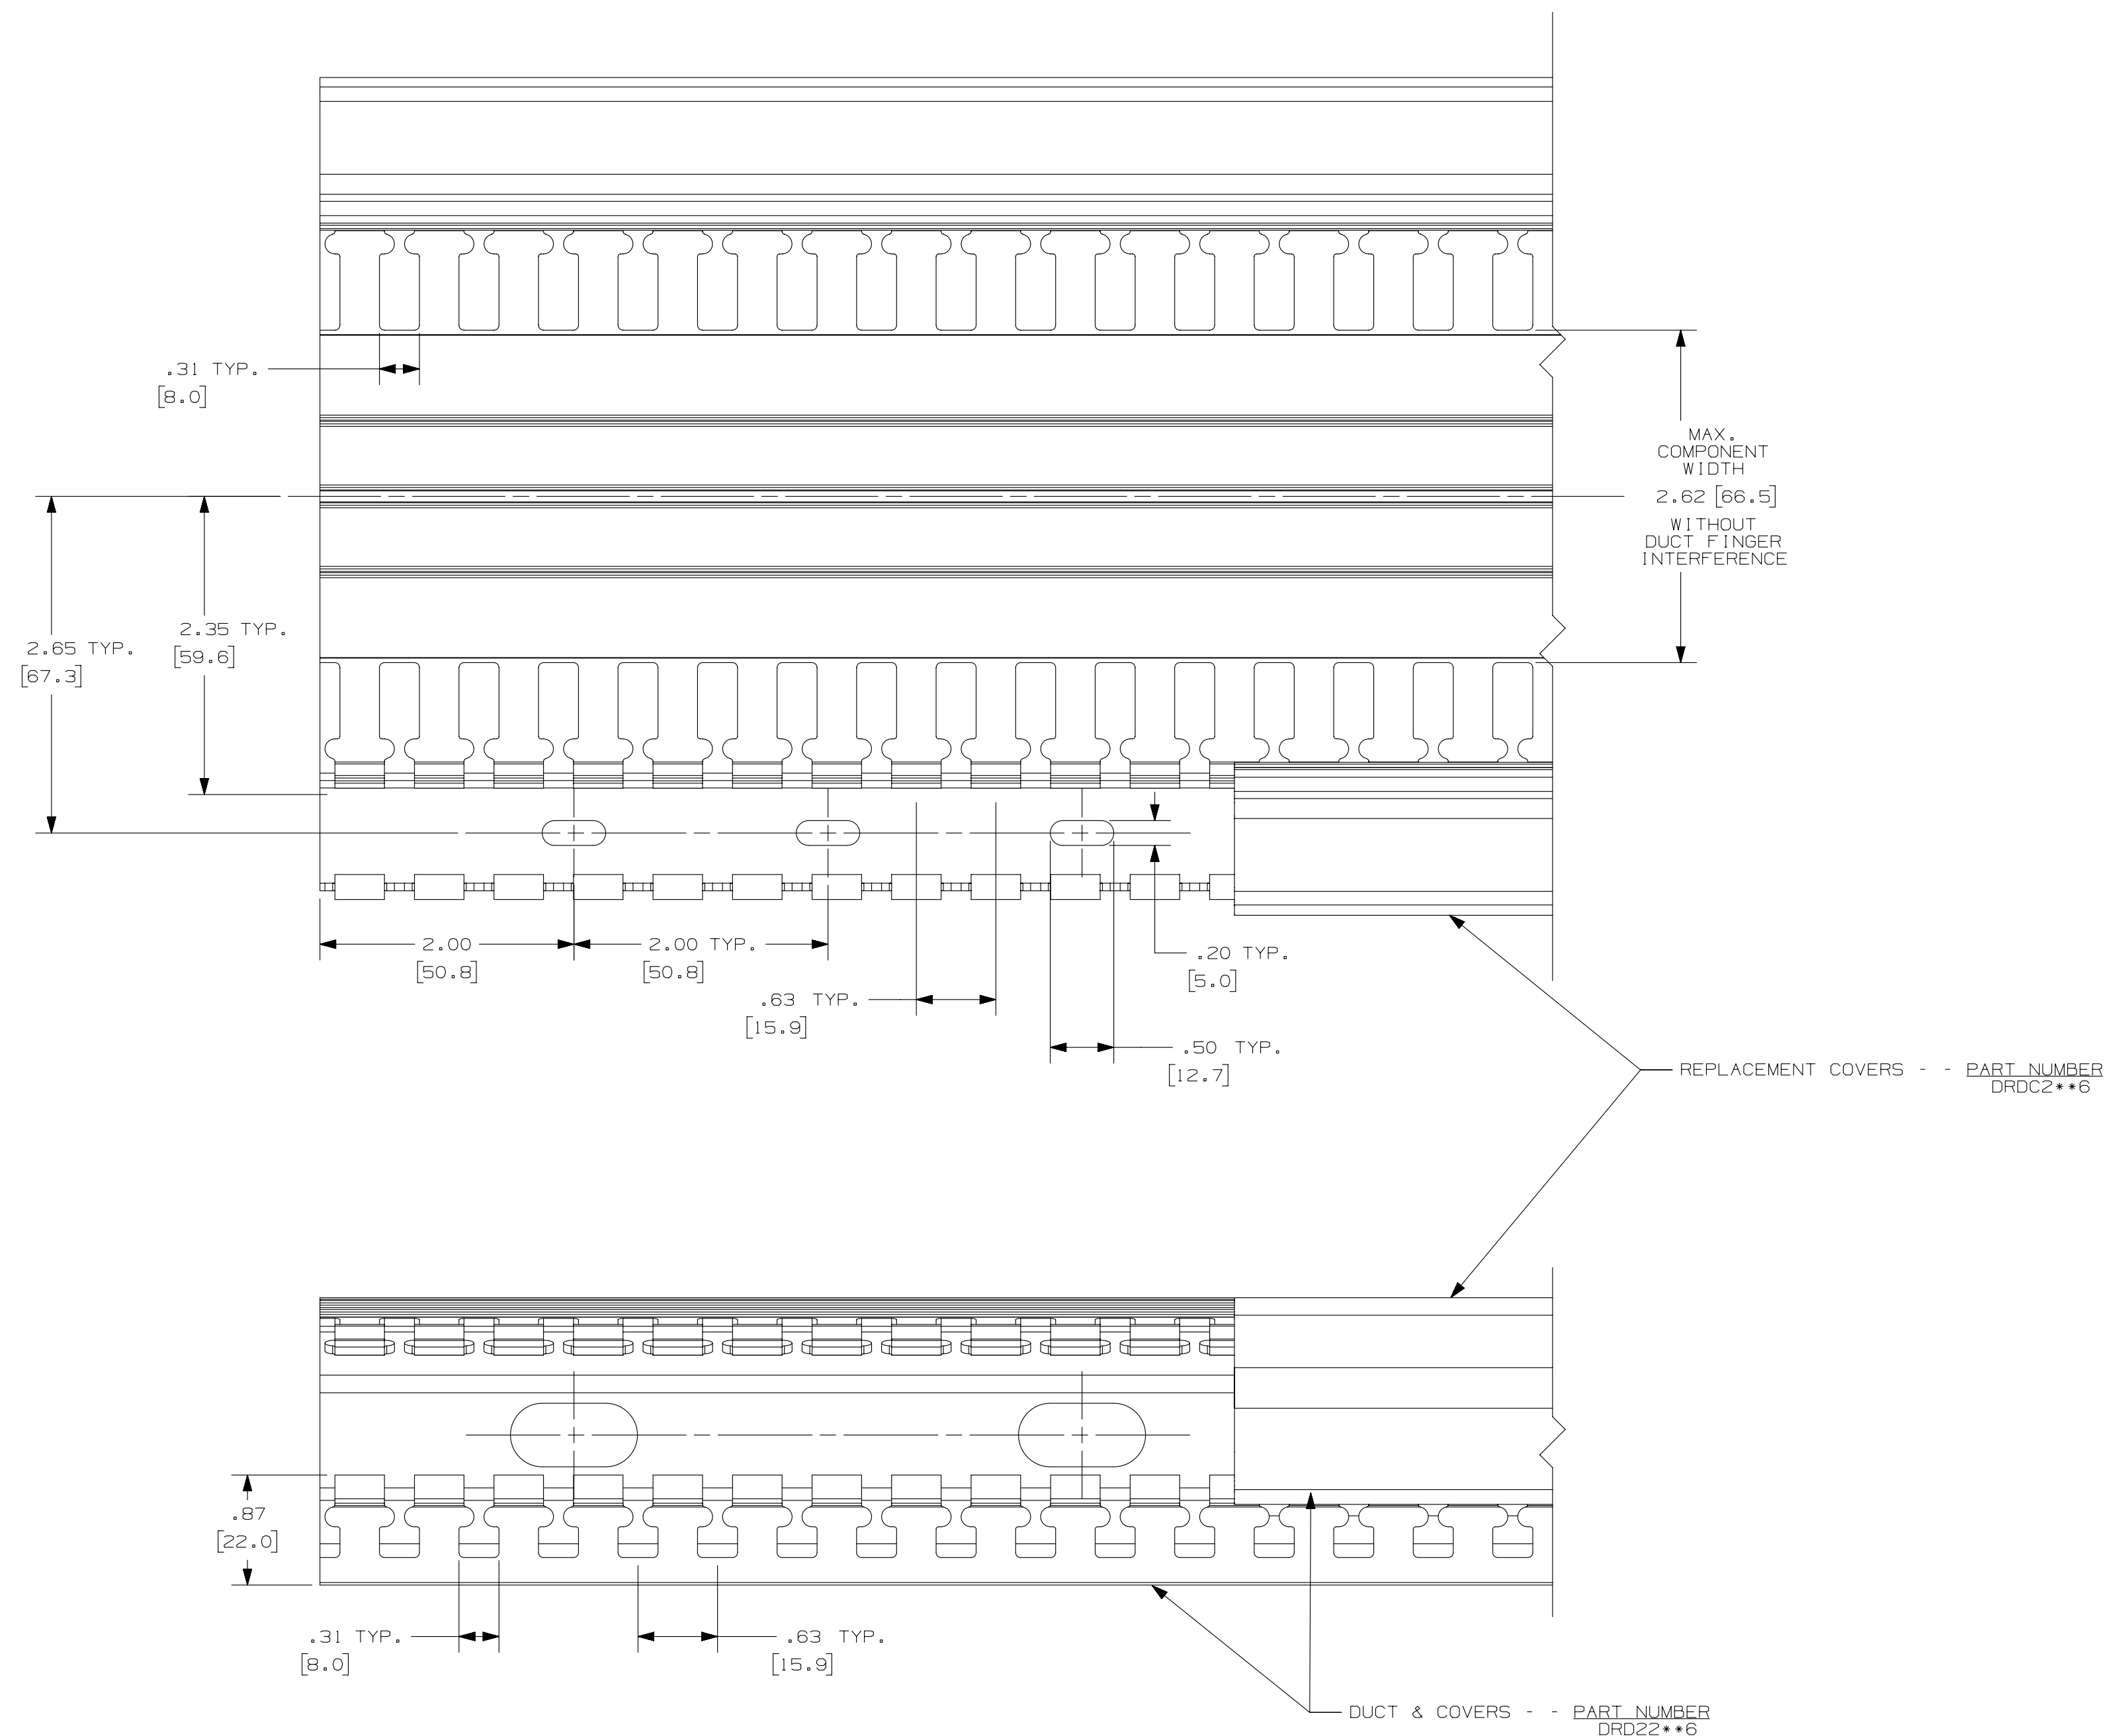 .31 TYP.
[8.0]
MAX.
COMPONENT
WIDTH
2.62 [66.5]
WITHOUT
DUCT FINGER
INTERFERENCE
2.35 TYP.
[59.6]
2.65 TYP.
[67.3]
2.00
[50.8]
2.00 TYP.
[50.8]
.20 TYP.
[5.0]
.63 TYP.
[15.9]
.50 TYP.
[12.7]
REPLACEMENT COVERS - - PART NUMBER
DRDC2**6
.87
[22.0]
.31 TYP.
[8.0]
.63 TYP.
[15.9]
DUCT & COVERS - - PART NUMBER
DRD22**6